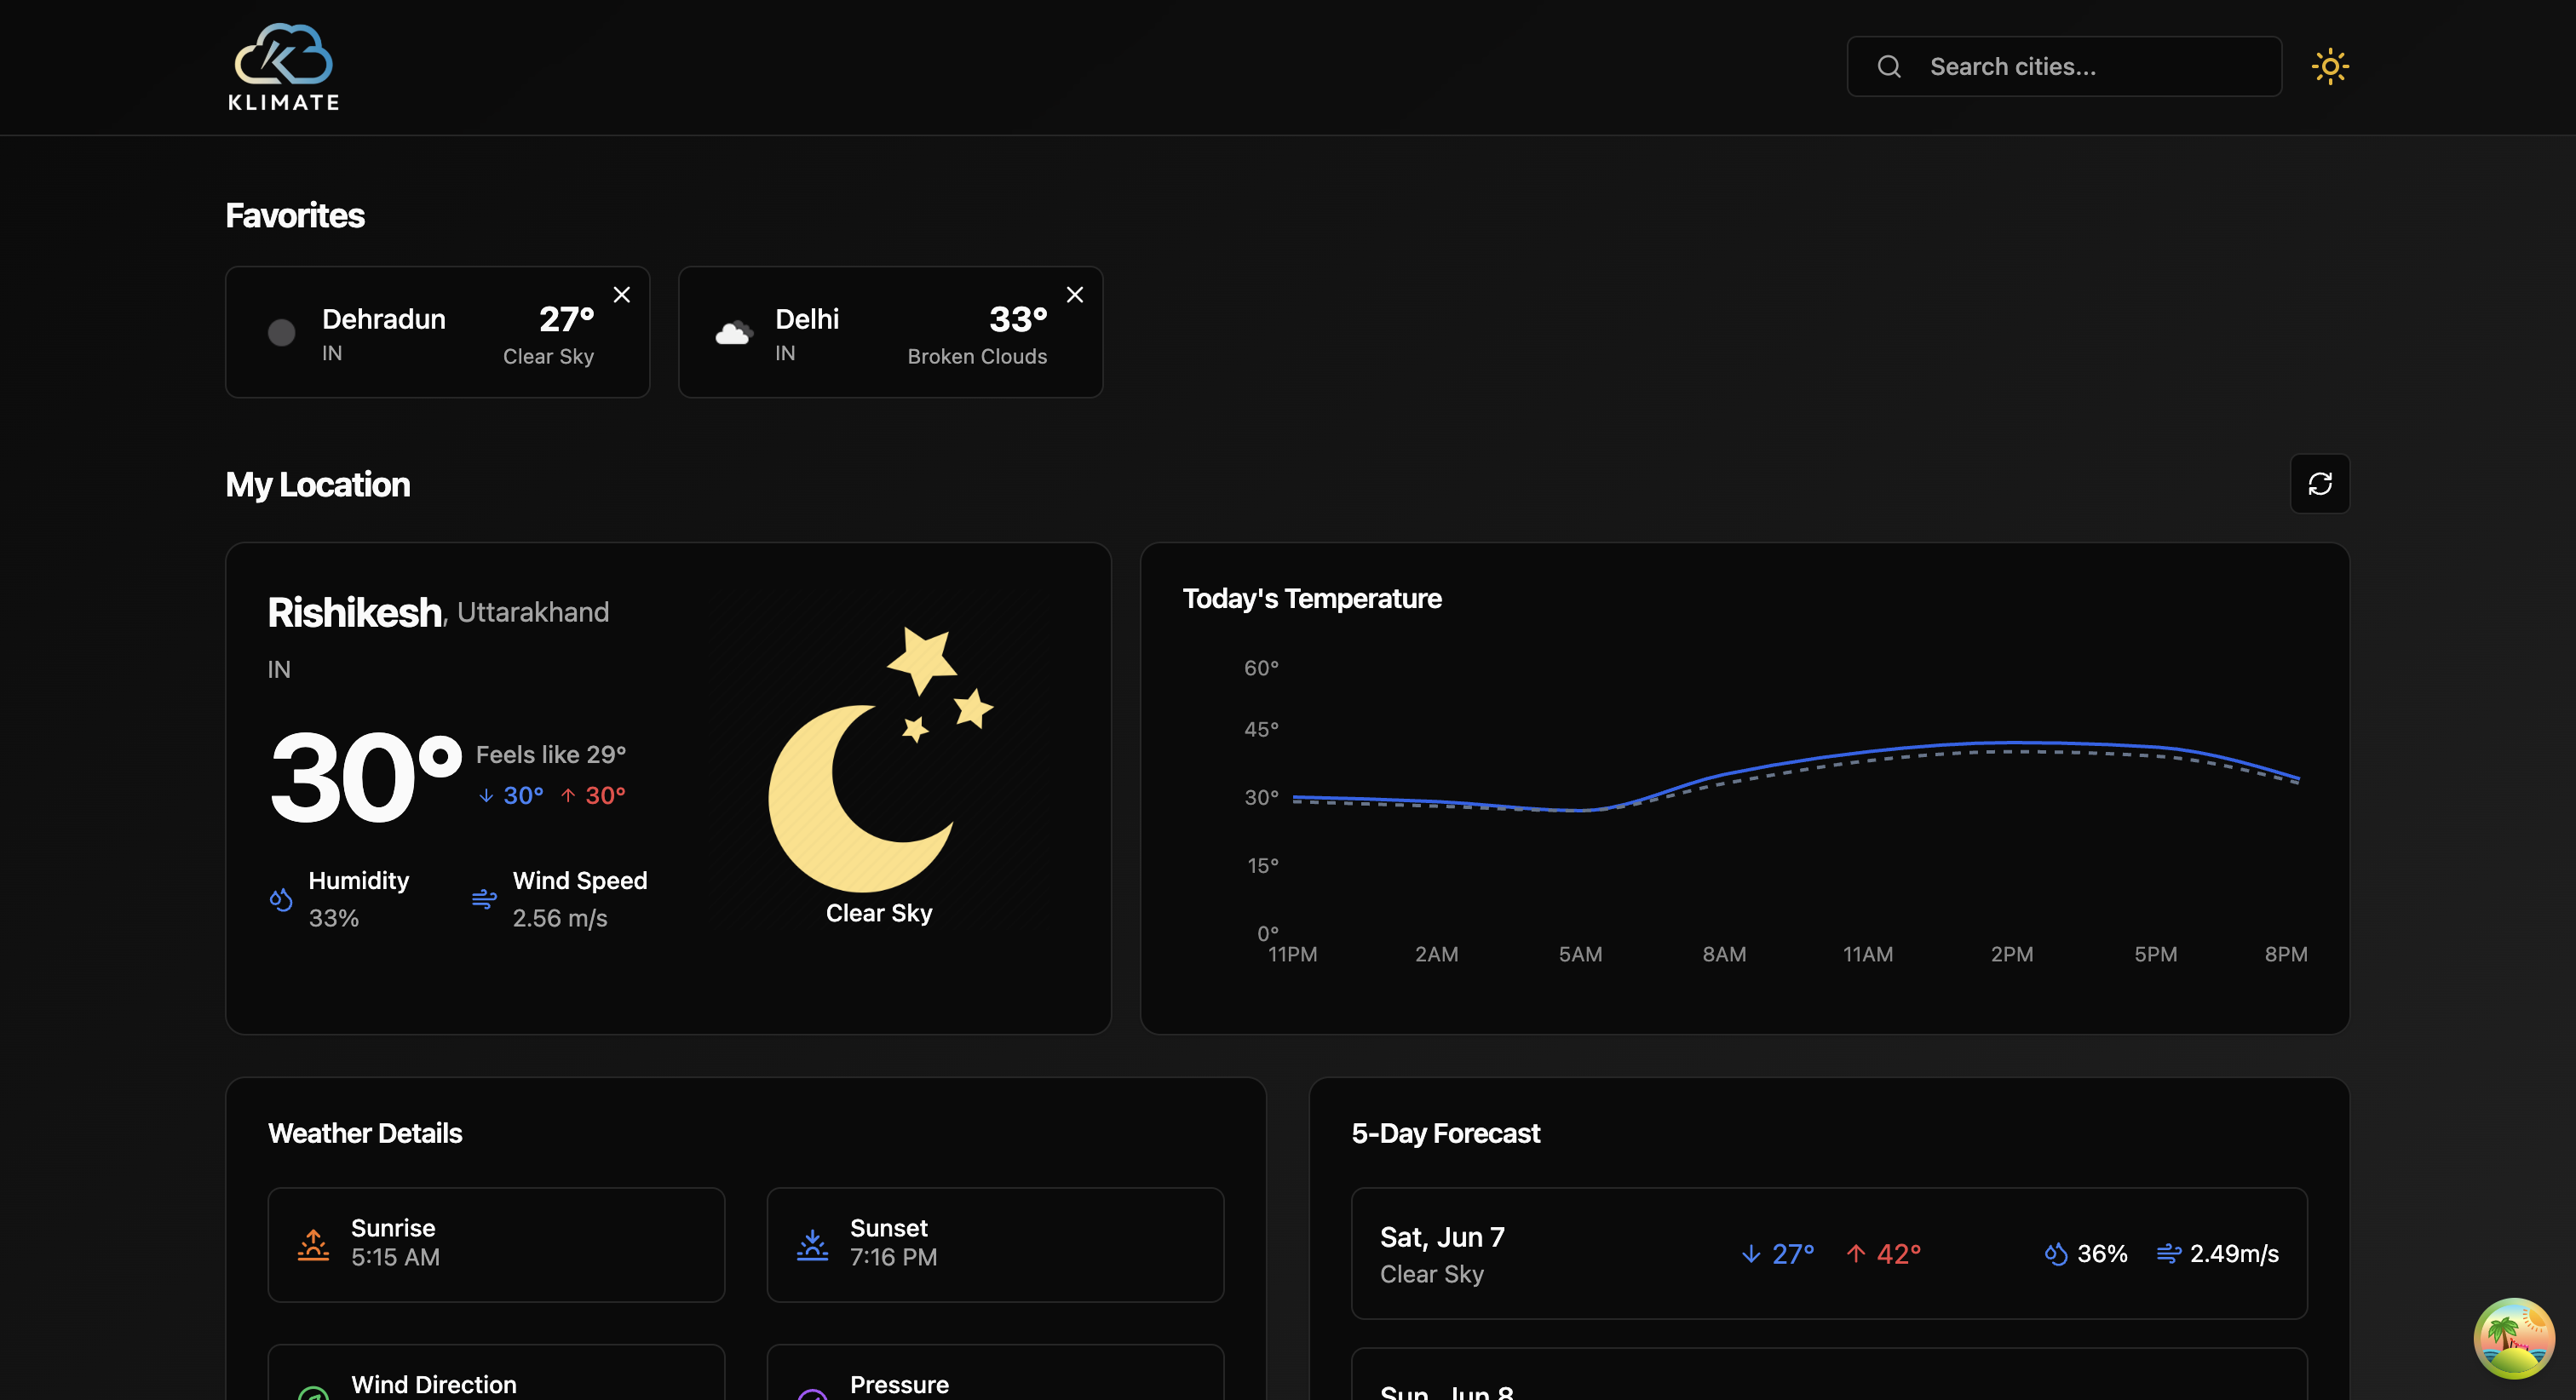 KLIMATE
Search cities...
Favorites
Dehradun
IN
27°
Clear Sky
Delhi
IN
33°
Broken Clouds
My Location
Rishikesh, Uttarakhand
IN
30°
Feels like 29°
↓ 30° ↑ 30°
Humidity
33%
Wind Speed
2.56 m/s
Clear Sky
Today's Temperature
60°
45°
30°
15°
0°
11PM 2AM 5AM 8AM 11AM 2PM 5PM 8PM
Weather Details
Sunrise
5:15 AM
Sunset
7:16 PM
Wind Direction
Pressure
5-Day Forecast
Sat, Jun 7
Clear Sky
↓ 27° ↑ 42°
36% 2.49m/s
Sun, Jun 8